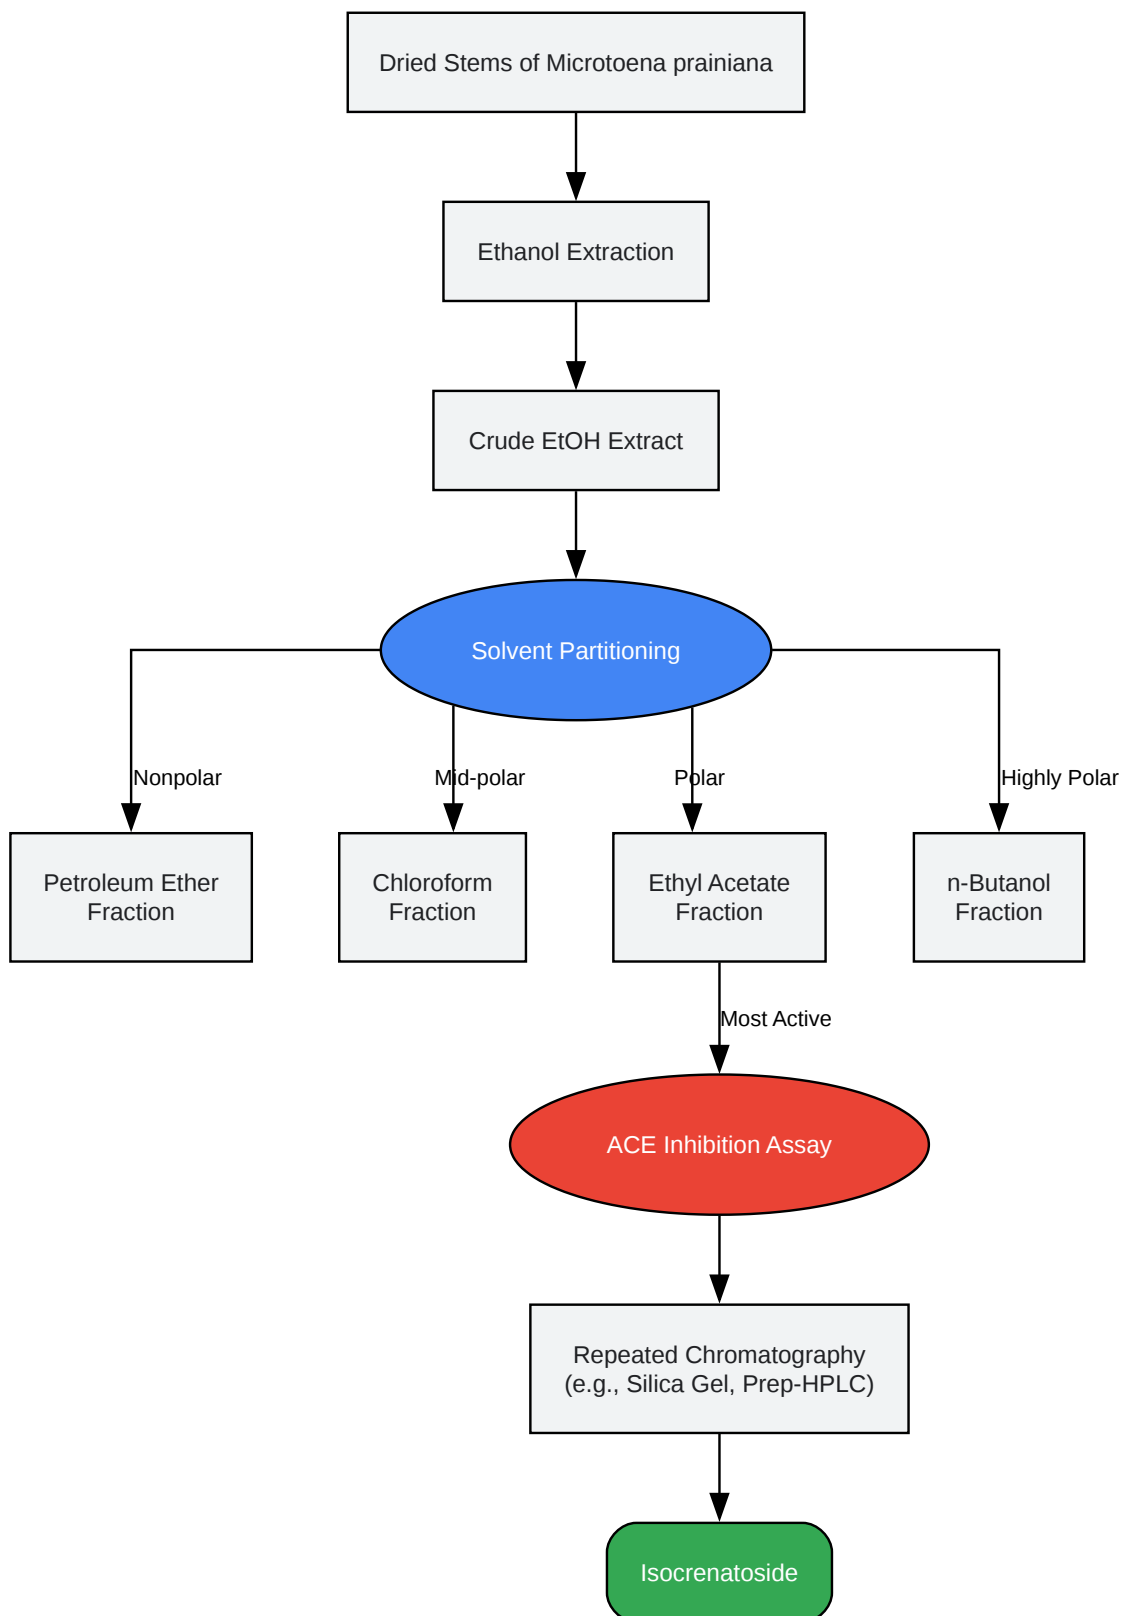 Dried Stems of Microtoena prainiana
Ethanol Extraction
Crude EtOH Extract
Solvent Partitioning
Nonpolar
Mid-polar
Polar
Highly Polar
Petroleum Ether
Fraction
Chloroform
Fraction
Ethyl Acetate
Fraction
n-Butanol
Fraction
Most Active
ACE Inhibition Assay
Repeated Chromatography
(e.g., Silica Gel, Prep-HPLC)
Isocrenatoside